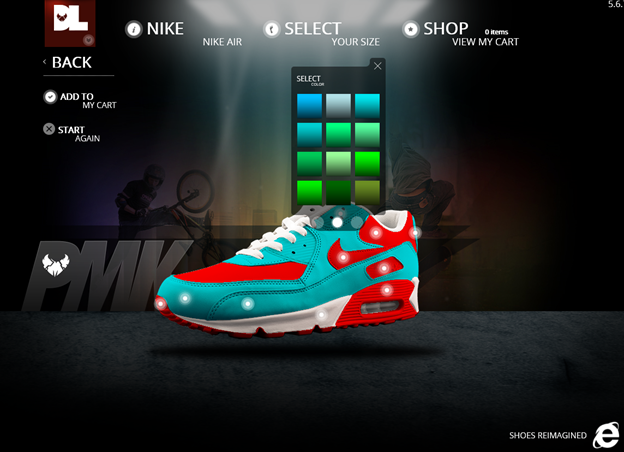 5.6.
DL
NIKE
NIKE AIR
SELECT
YOUR SIZE
SHOP
0 items
VIEW MY CART
‹ BACK
ADD TO
MY CART
START
AGAIN
SELECT
COLOR
PMK
SHOES REIMAGINED